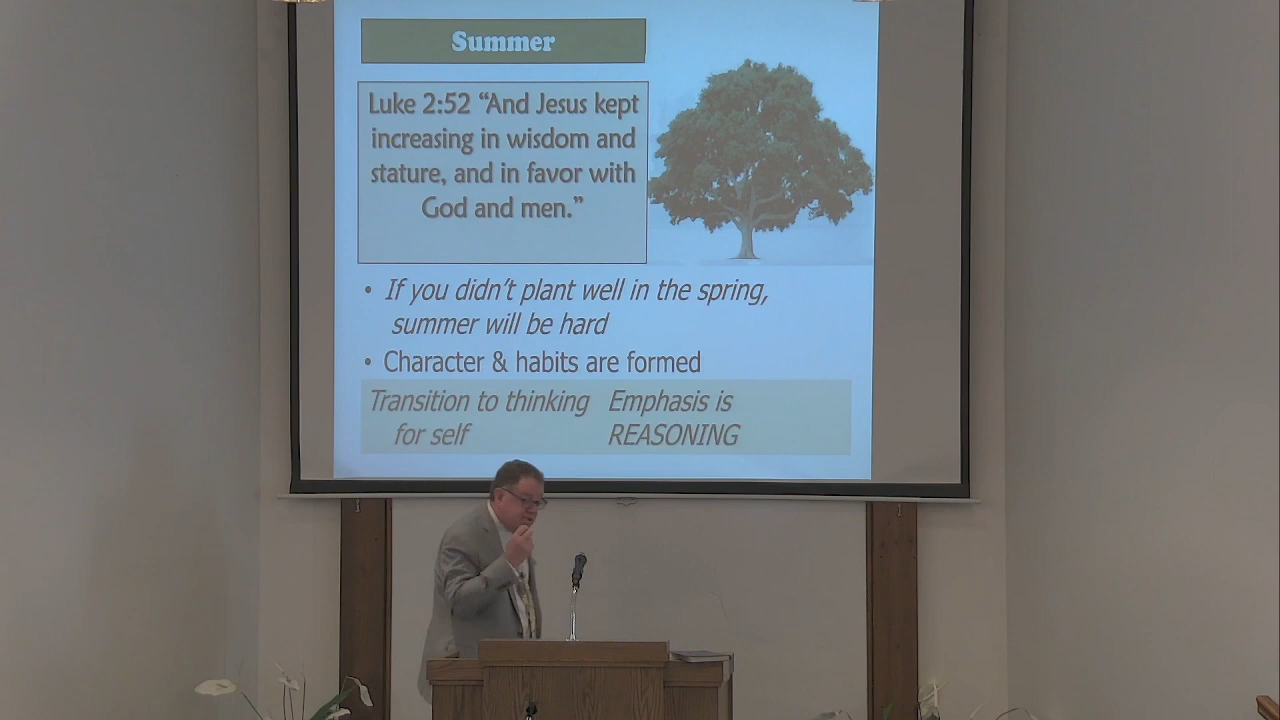 Summer
Luke 2:52 “And Jesus kept
increasing in wisdom and
stature, and in favor with
God and men.”
• If you didn’t plant well in the spring,
summer will be hard
• Character & habits are formed
Transition to thinking Emphasis is
for self REASONING